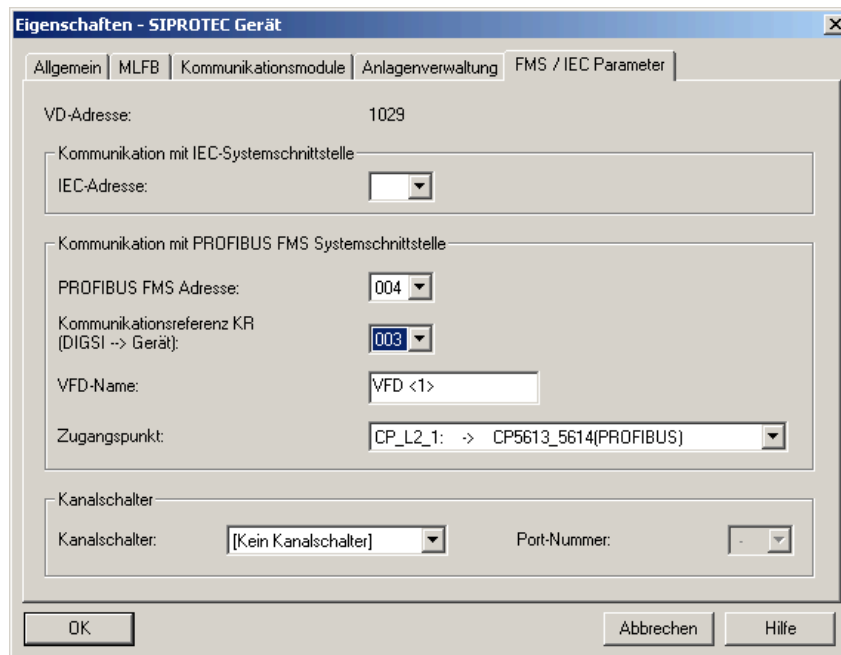 Eigenschaften - SIPROTEC Gerät
Allgemein MLFB Kommunikationsmodule Anlagenverwaltung FMS / IEC Parameter
VD-Adresse: 1029
Kommunikation mit IEC-Systemschnittstelle
IEC-Adresse:
Kommunikation mit PROFIBUS FMS Systemschnittstelle
PROFIBUS FMS Adresse: 004
Kommunikationsreferenz KR
(DIGSI --> Gerät): 003
VFD-Name: VFD <1>
Zugangspunkt: CP_L2_1: -> CP5613_5614(PROFIBUS)
Kanalschalter
Kanalschalter: [Kein Kanalschalter] Port-Nummer: -
OK Abbrechen Hilfe